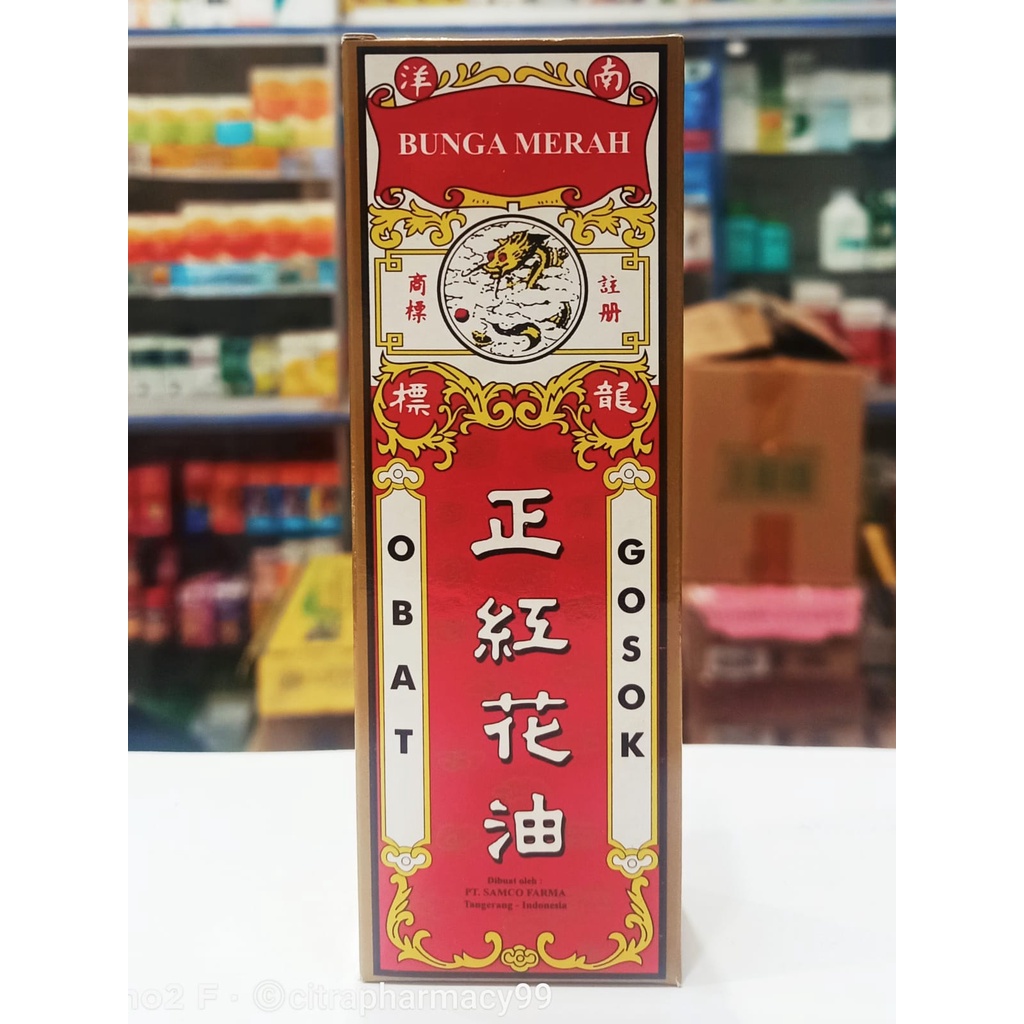 洋 南
BUNGA MERAH
商標 註册
標 龍
OBAT
GOSOK
正紅花油
Dibuat oleh :
PT. SAMCO FARMA
Tangerang - Indonesia
no2 F · ©citrapharmacy99